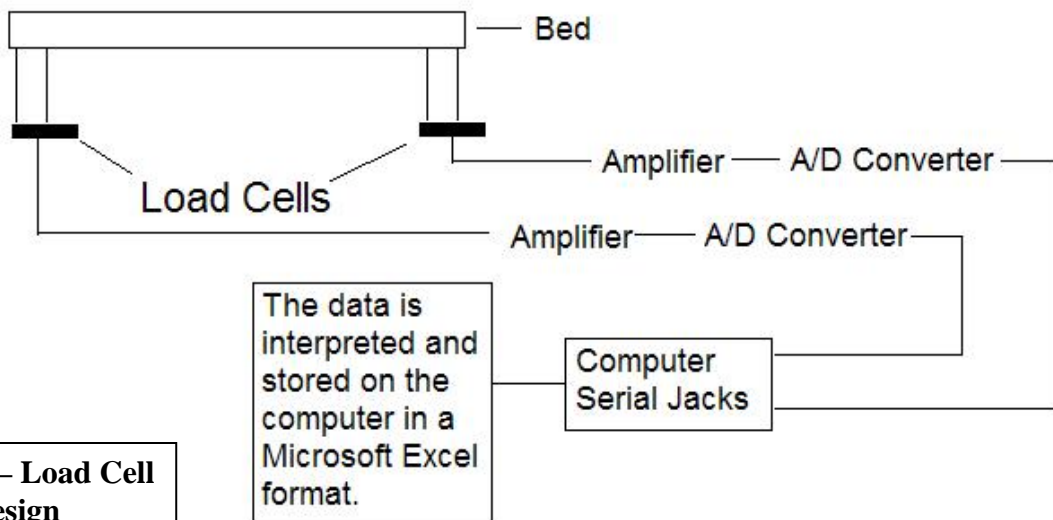 Bed
Load Cells
Amplifier A/D Converter
Amplifier A/D Converter
The data is
interpreted and
stored on the
computer in a
Microsoft Excel
format.
Computer
Serial Jacks
– Load Cell
esign